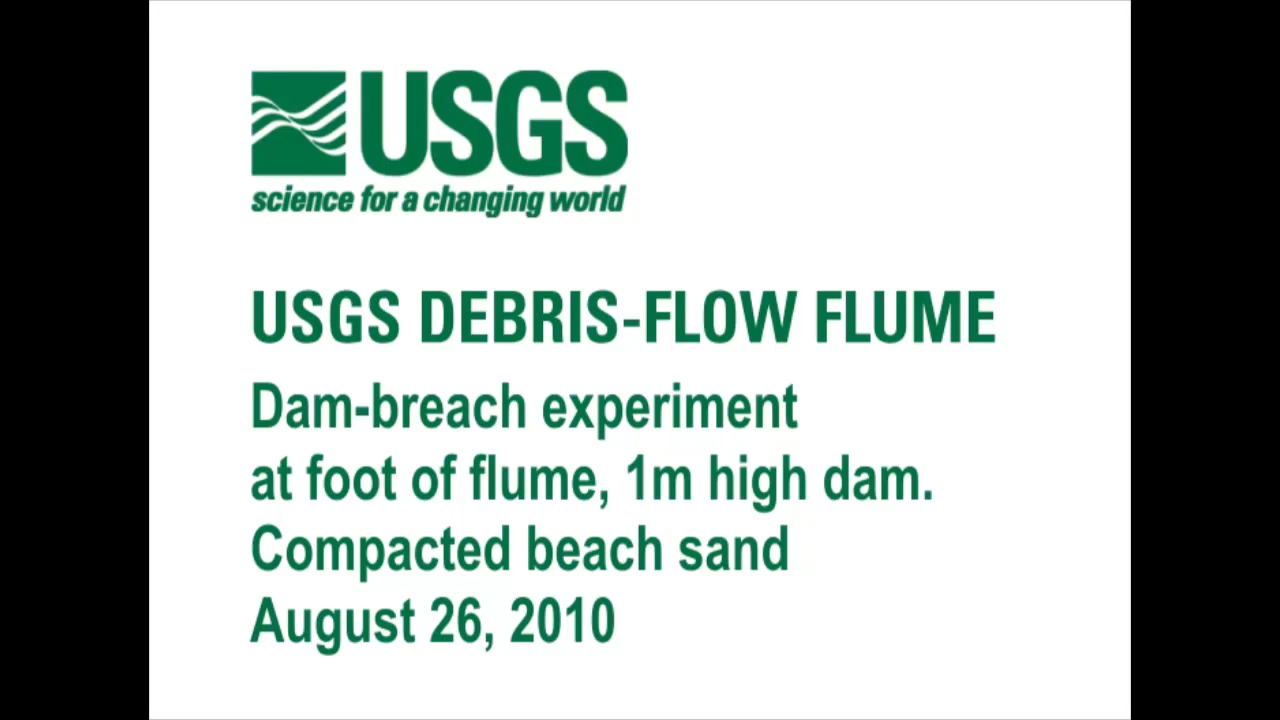 USGS
science for a changing world
USGS DEBRIS-FLOW FLUME
Dam-breach experiment
at foot of flume, 1m high dam.
Compacted beach sand
August 26, 2010